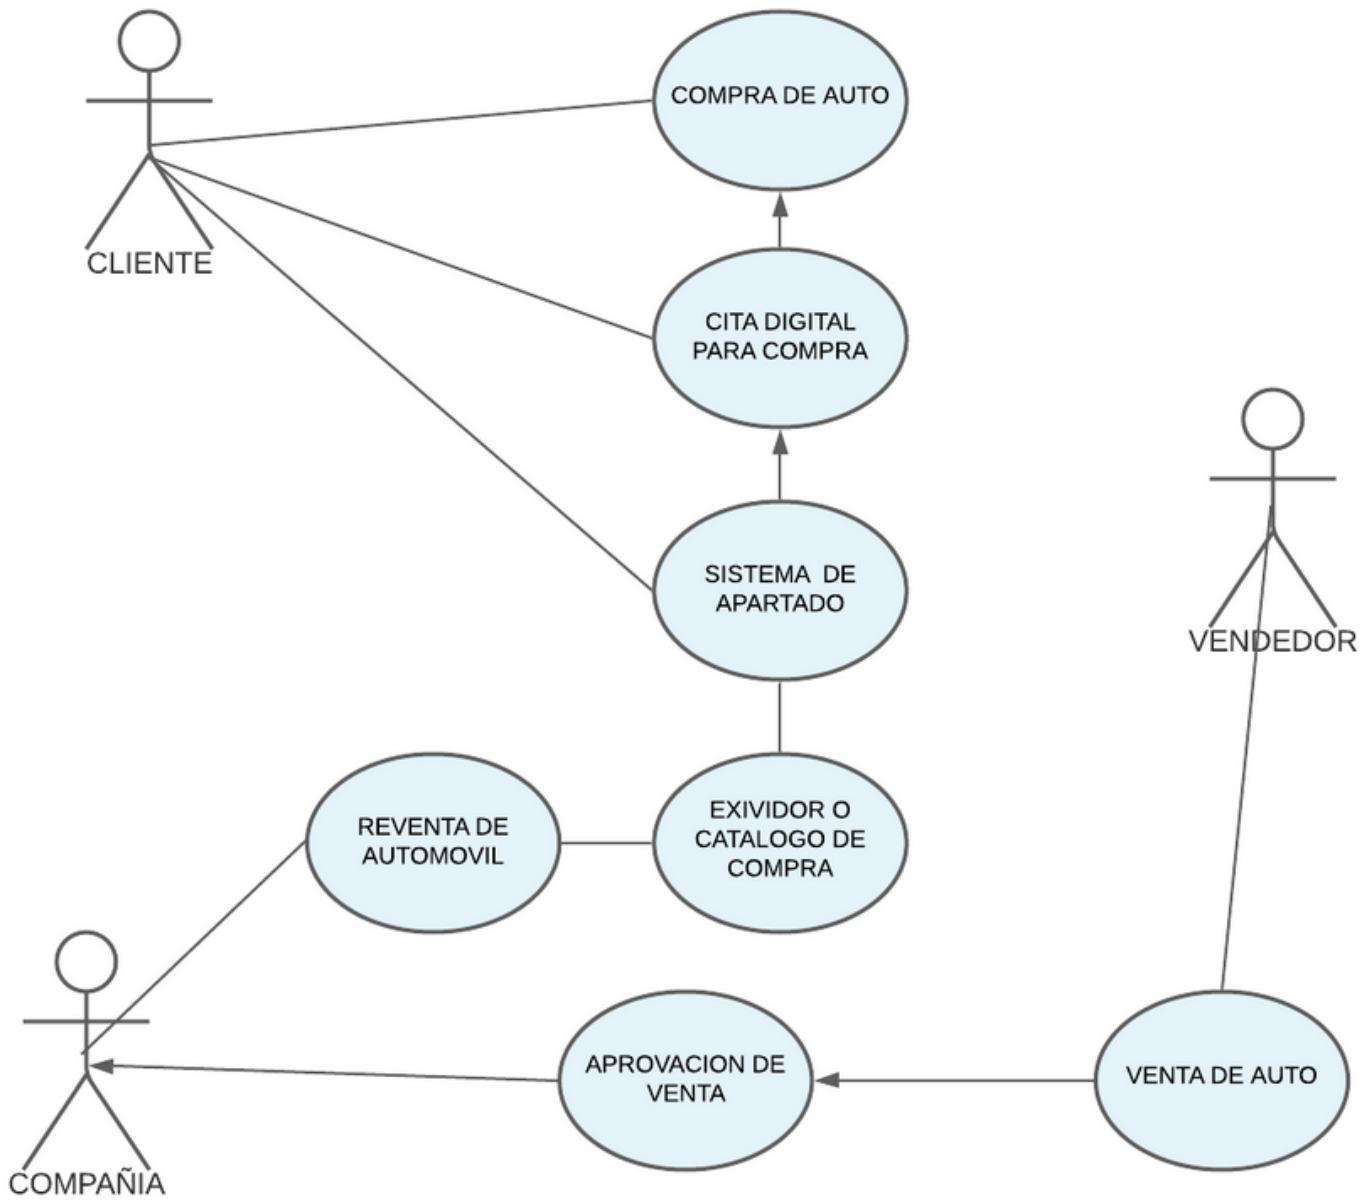 COMPRA DE AUTO
CLIENTE
CITA DIGITAL
PARA COMPRA
SISTEMA  DE
APARTADO
VENDEDOR
REVENTA DE
AUTOMOVIL
EXIVIDOR O
CATALOGO DE
COMPRA
APROVACION DE
VENTA
VENTA DE AUTO
COMPAÑIA